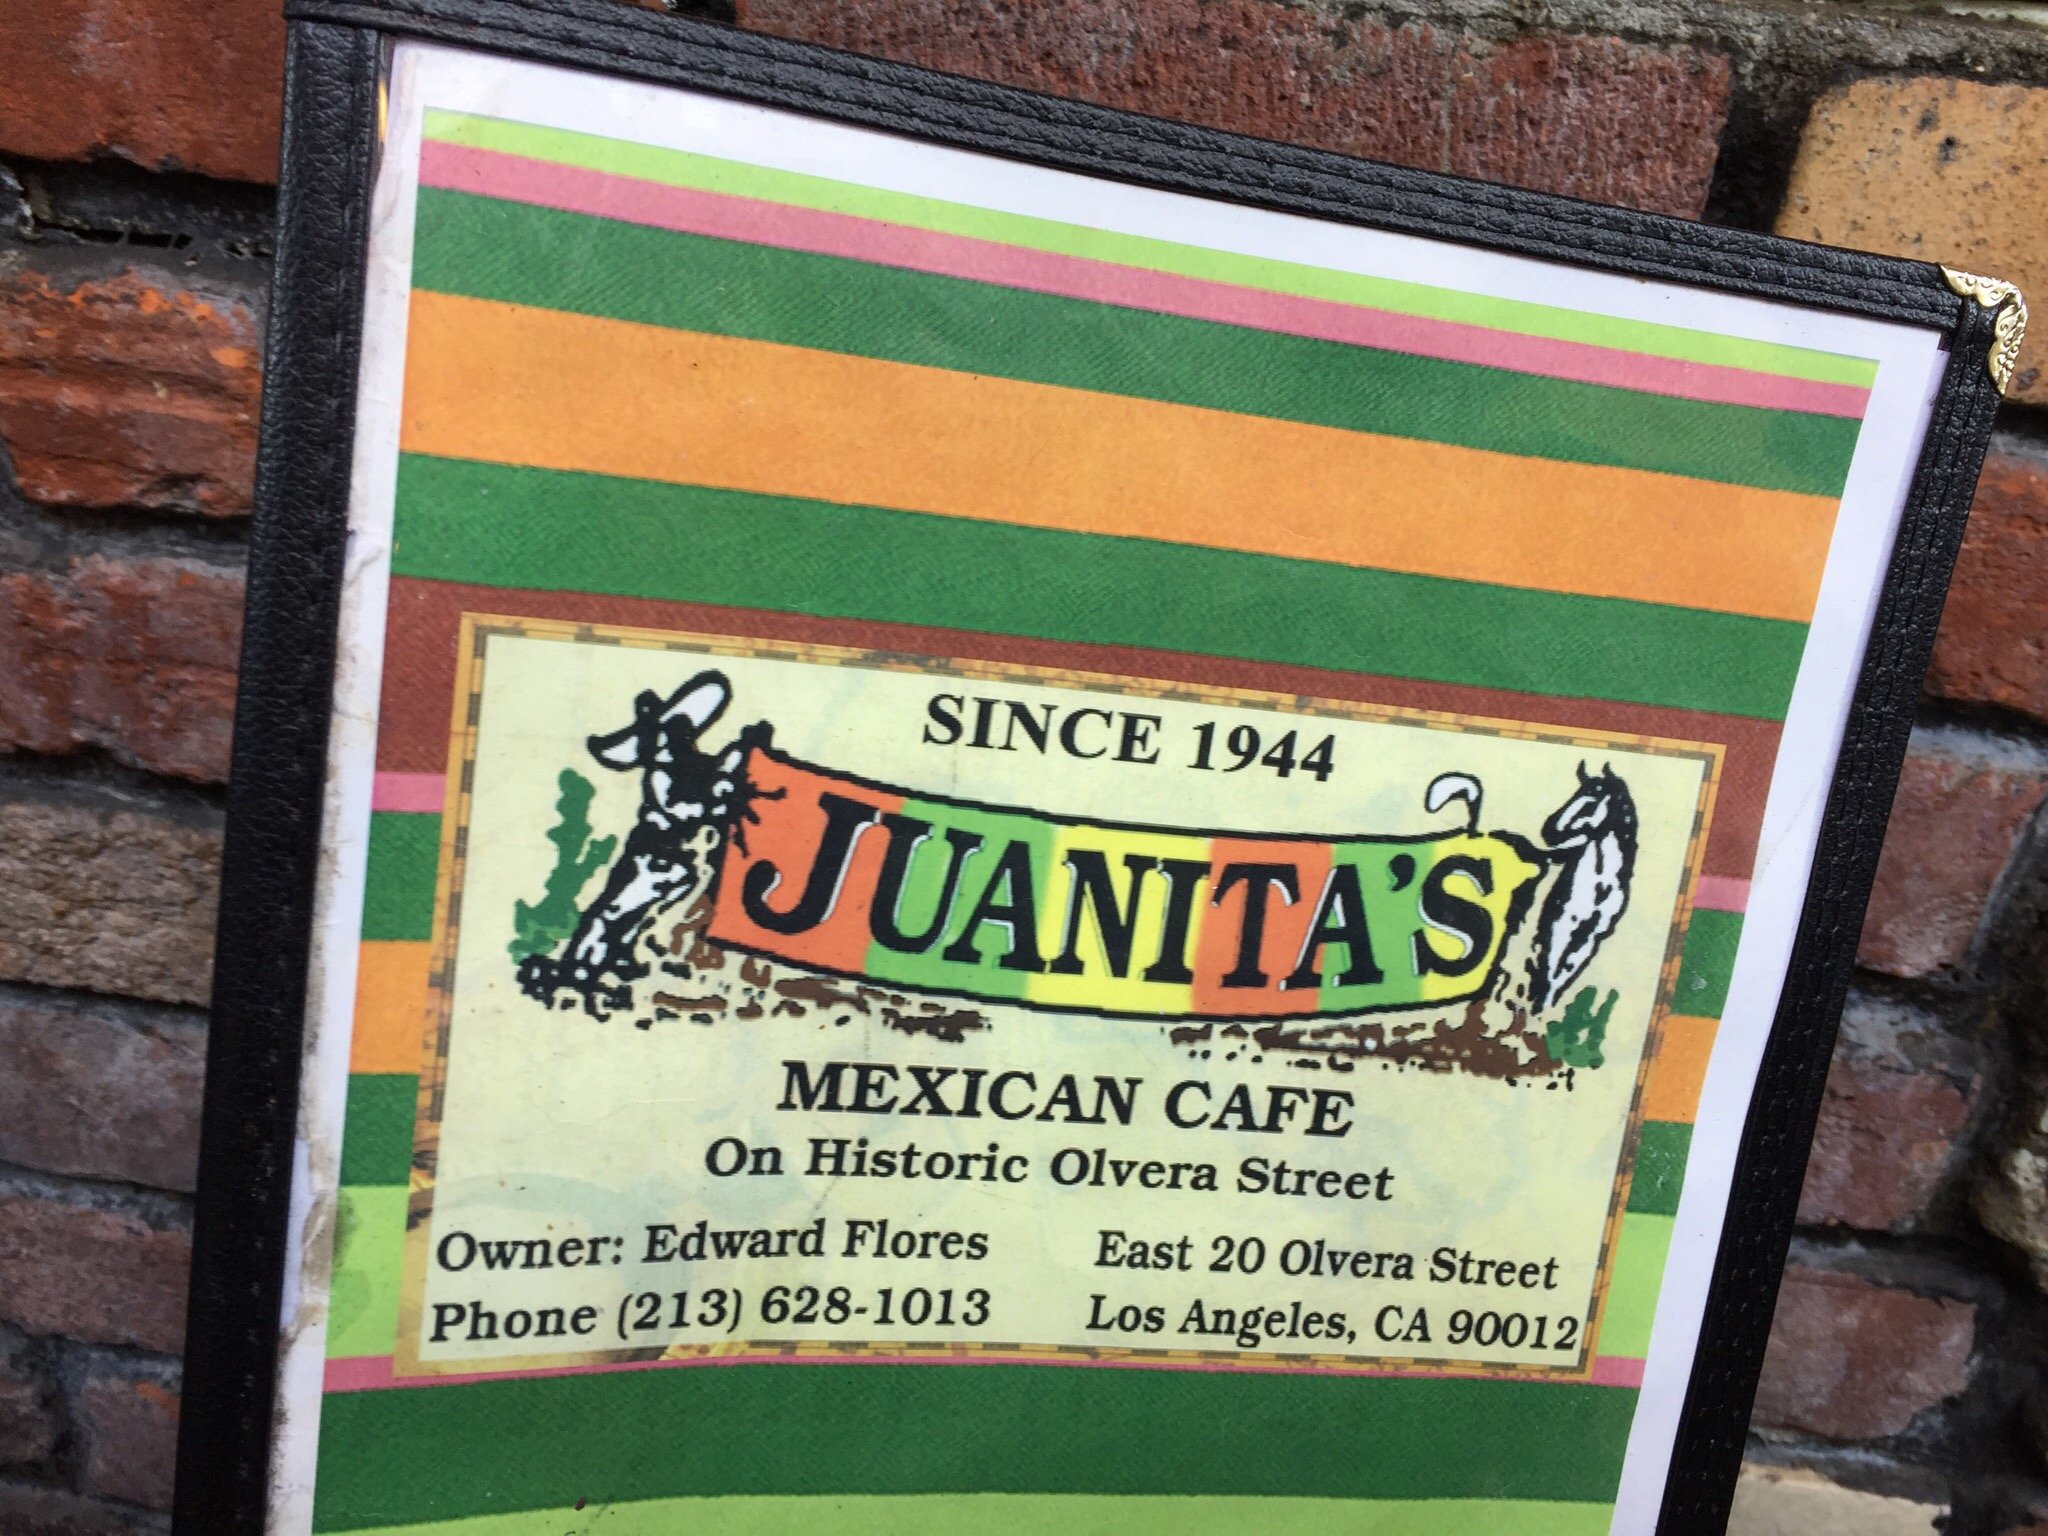 SINCE 1944
JUANITA'S
MEXICAN CAFE
On Historic Olvera Street
Owner: Edward Flores
Phone (213) 628-1013
East 20 Olvera Street
Los Angeles, CA 90012